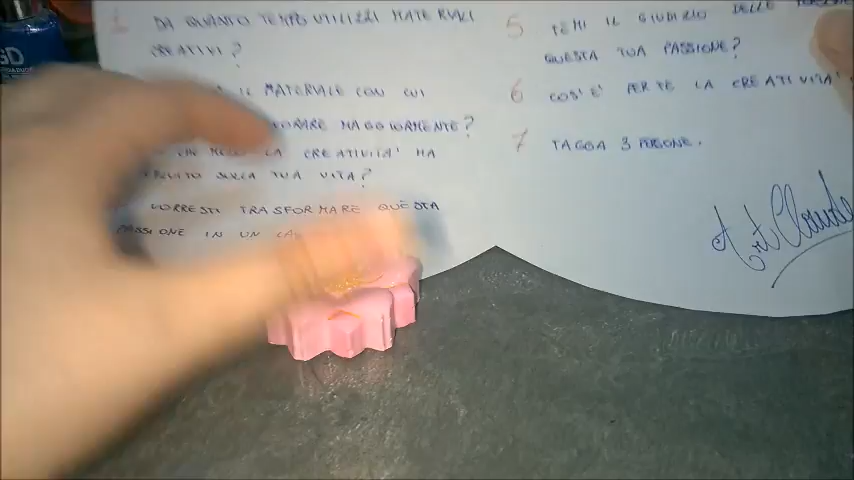 1 DA QUANTO TEMPO UTILIZZI MATERIALI
CREATIVI?
IL MATERIALE CON CUI
MAGGIORMENTE?
LA CREATIVITA' HA
SULLA TUA VITA?
VORRESTI TRASFORMARE QUESTA
PASSIONE IN UN
5 TEMI IL GIUDIZIO DELLE
QUESTA TUA PASSIONE?
6 COS'E' PER TE LA CREATIVITA'
7 TAGGA 3 PERSONE.
Art Claude